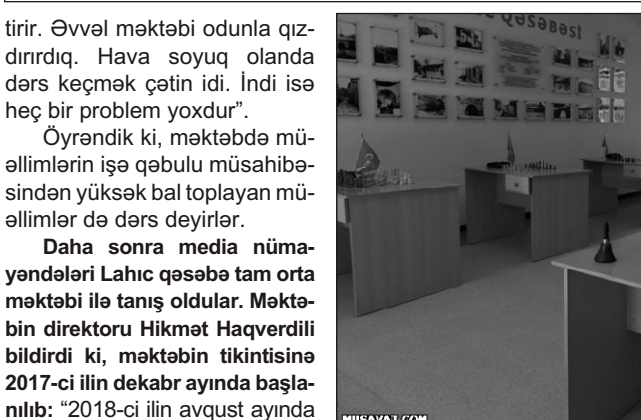 tirir. Əvvəl məktəbi odunla qız-
dırırdıq. Hava soyuq olanda
dərs keçmək çətin idi. İndi isə
heç bir problem yoxdur”.
Öyrəndik ki, məktəbdə mü-
əllimlərin işə qəbulu müsahibə-
sindən yüksək bal toplayan mü-
əllimlər də dərs deyirlər.
Daha sonra media nüma-
yəndələri Lahıc qəsəbə tam orta
məktəbi ilə tanış oldular. Məktə-
bin direktoru Hikmət Haqverdili
bildirdi ki, məktəbin tikintisinə
2017-ci ilin dekabr ayında başla-
nılıb: “2018-ci ilin avqust ayında
QƏSƏBƏSİ
MUSAVAT.COM